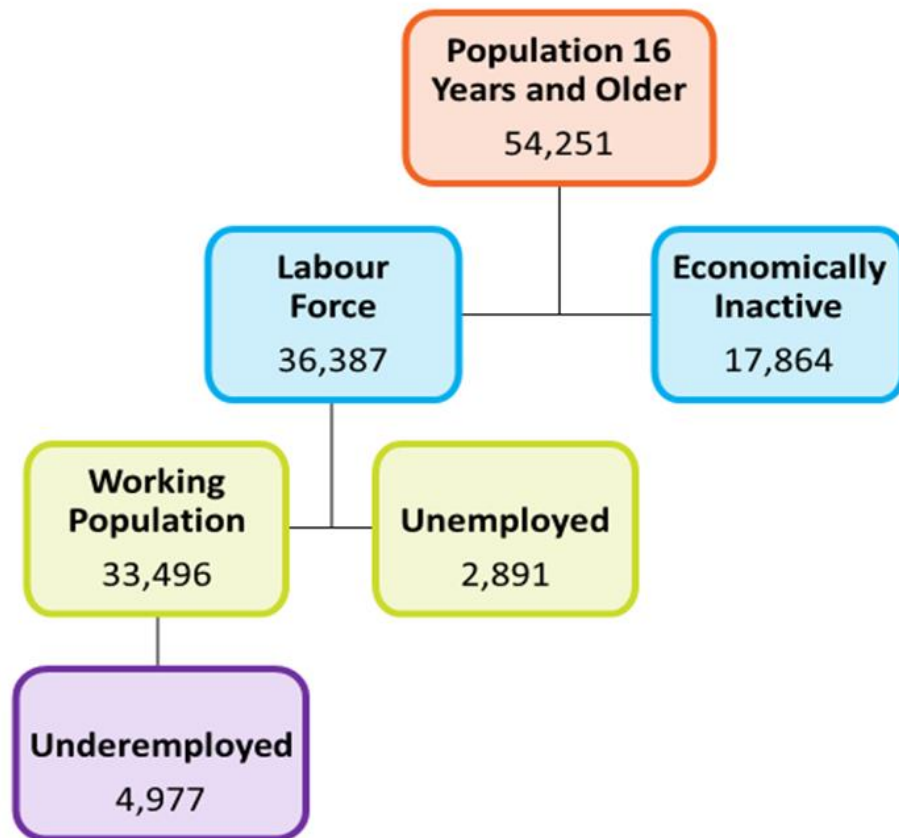 Population 16
Years and Older
54,251
Labour
Force
36,387
Economically
Inactive
17,864
Working
Population
33,496
Unemployed
2,891
Underemployed
4,977